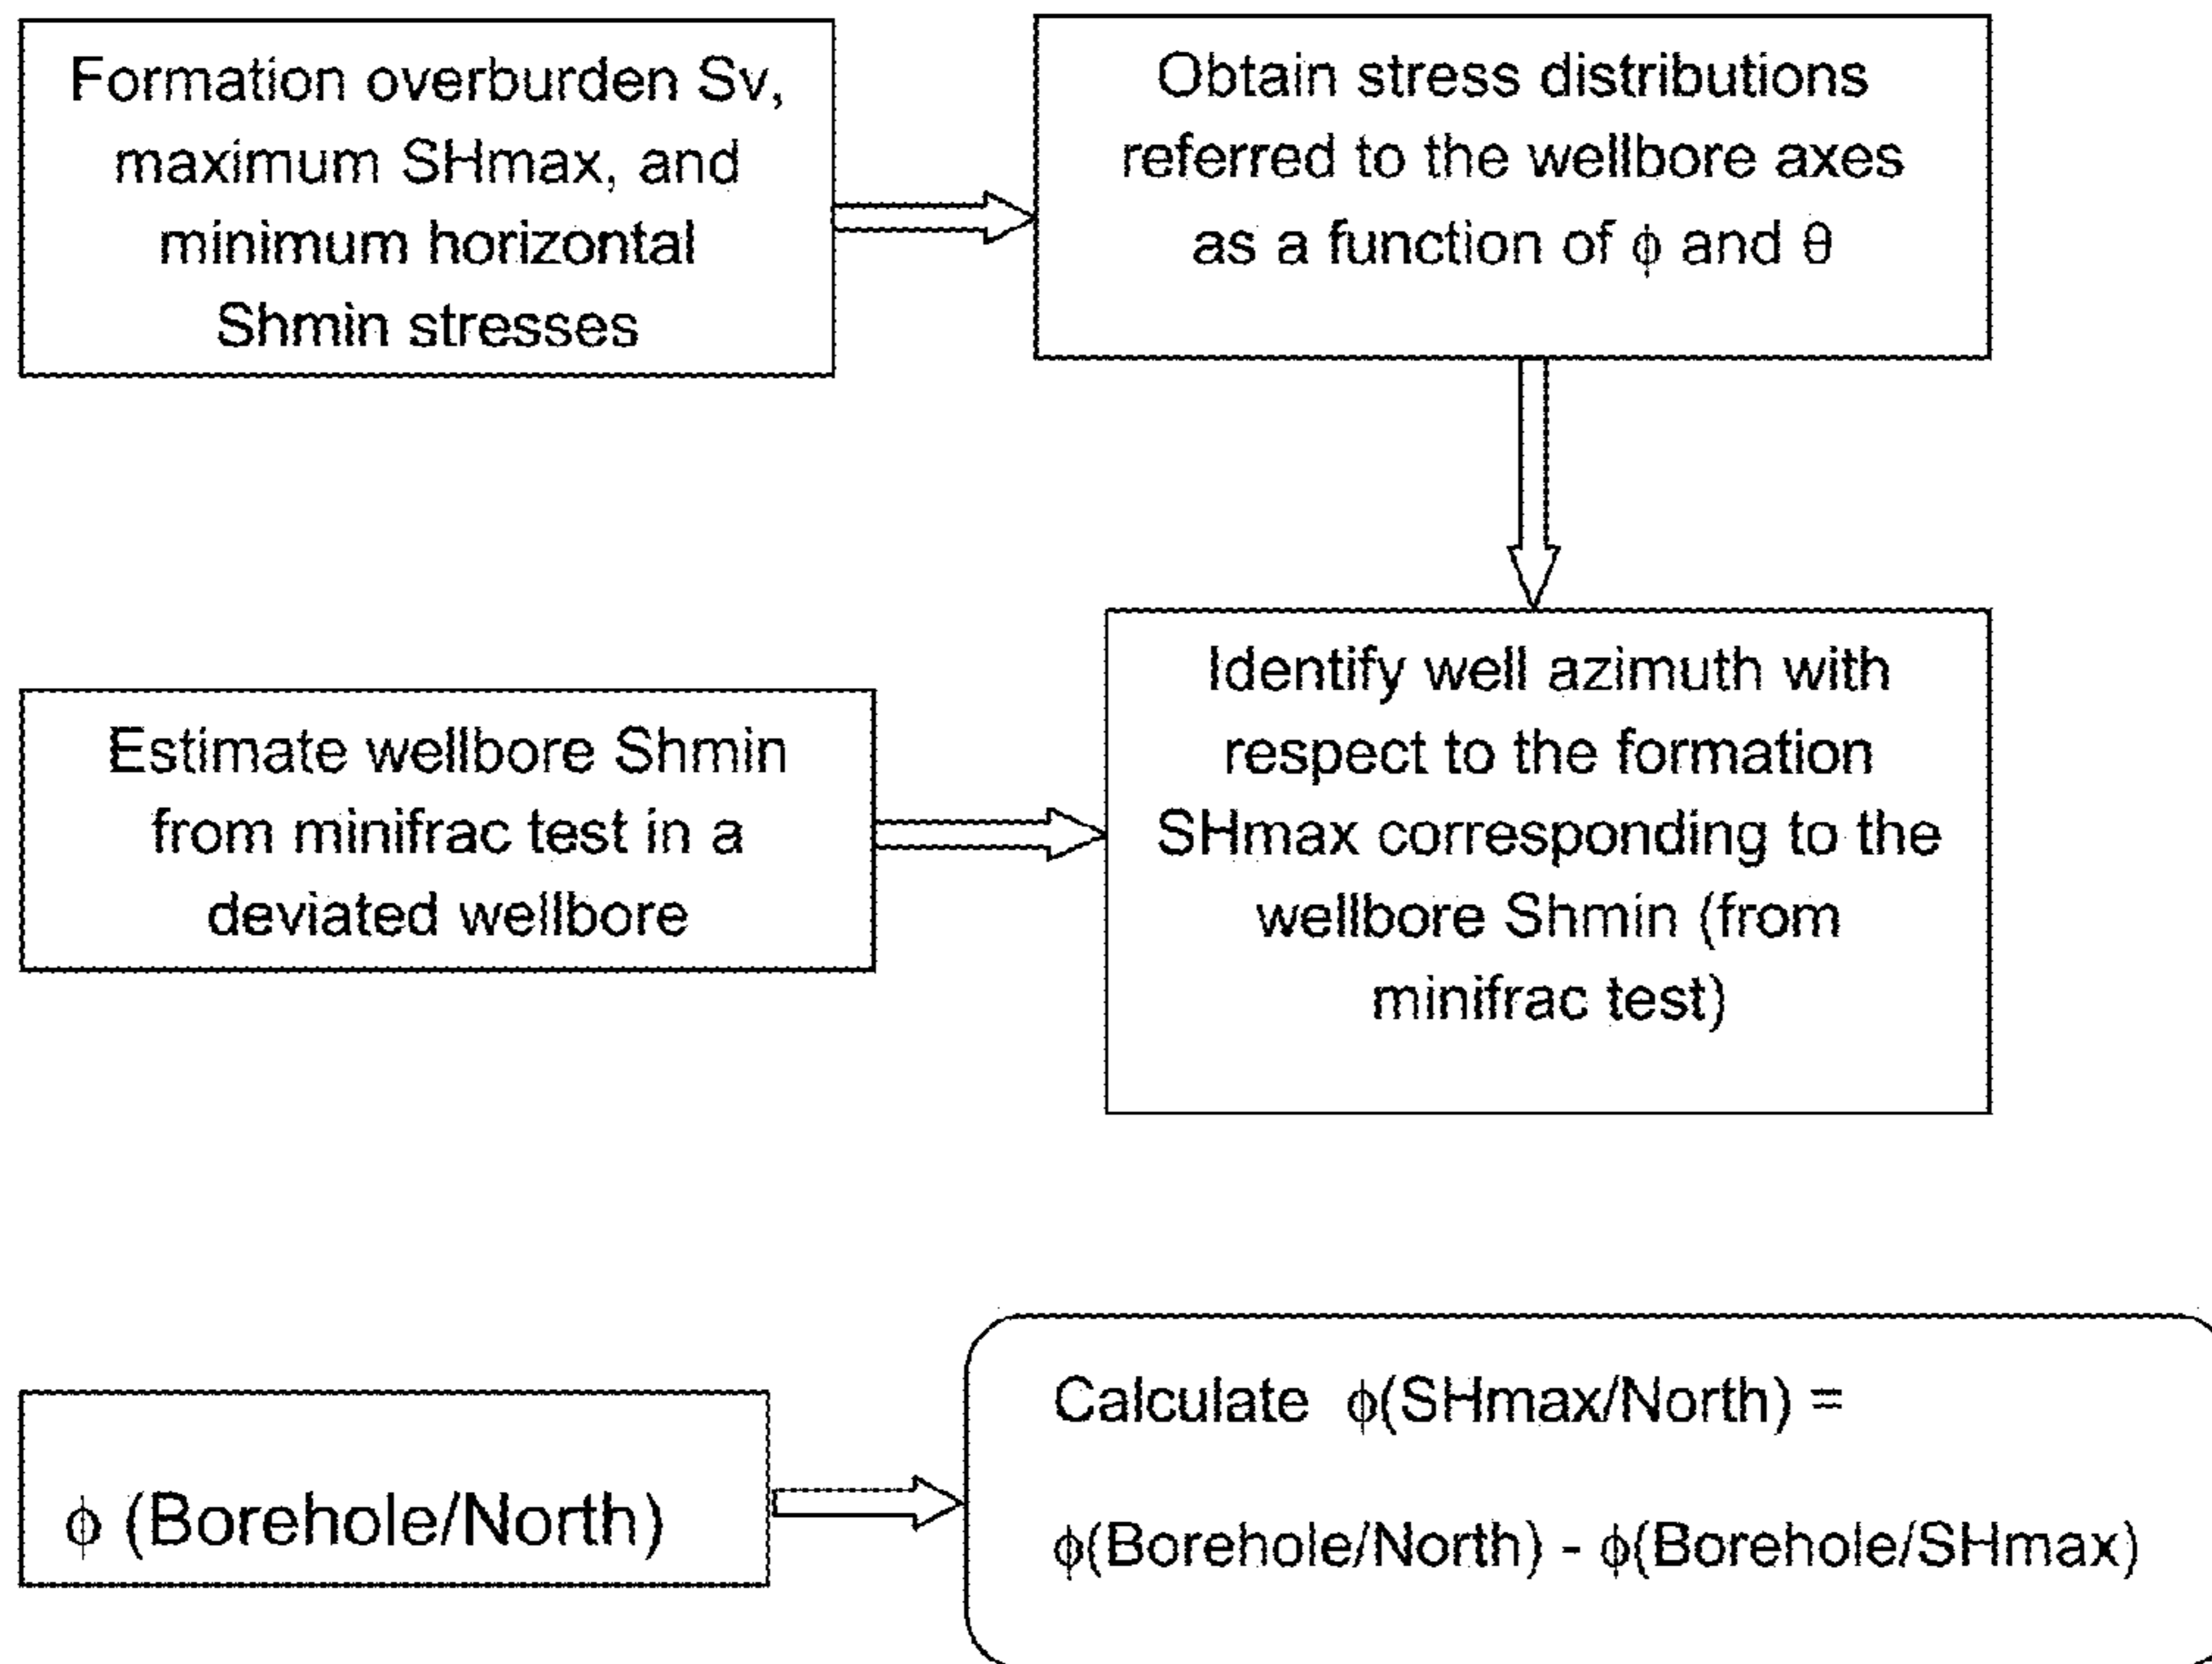 Formation overburden Sv,
maximum SHmax, and
minimum horizontal
Shmin stresses
Obtain stress distributions
referred to the wellbore axes
as a function of ϕ and θ
Estimate wellbore Shmin
from minifrac test in a
deviated wellbore
Identify well azimuth with
respect to the formation
SHmax corresponding to the
wellbore Shmin (from
minifrac test)
ϕ (Borehole/North)
Calculate ϕ(SHmax/North) =
ϕ(Borehole/North) - ϕ(Borehole/SHmax)